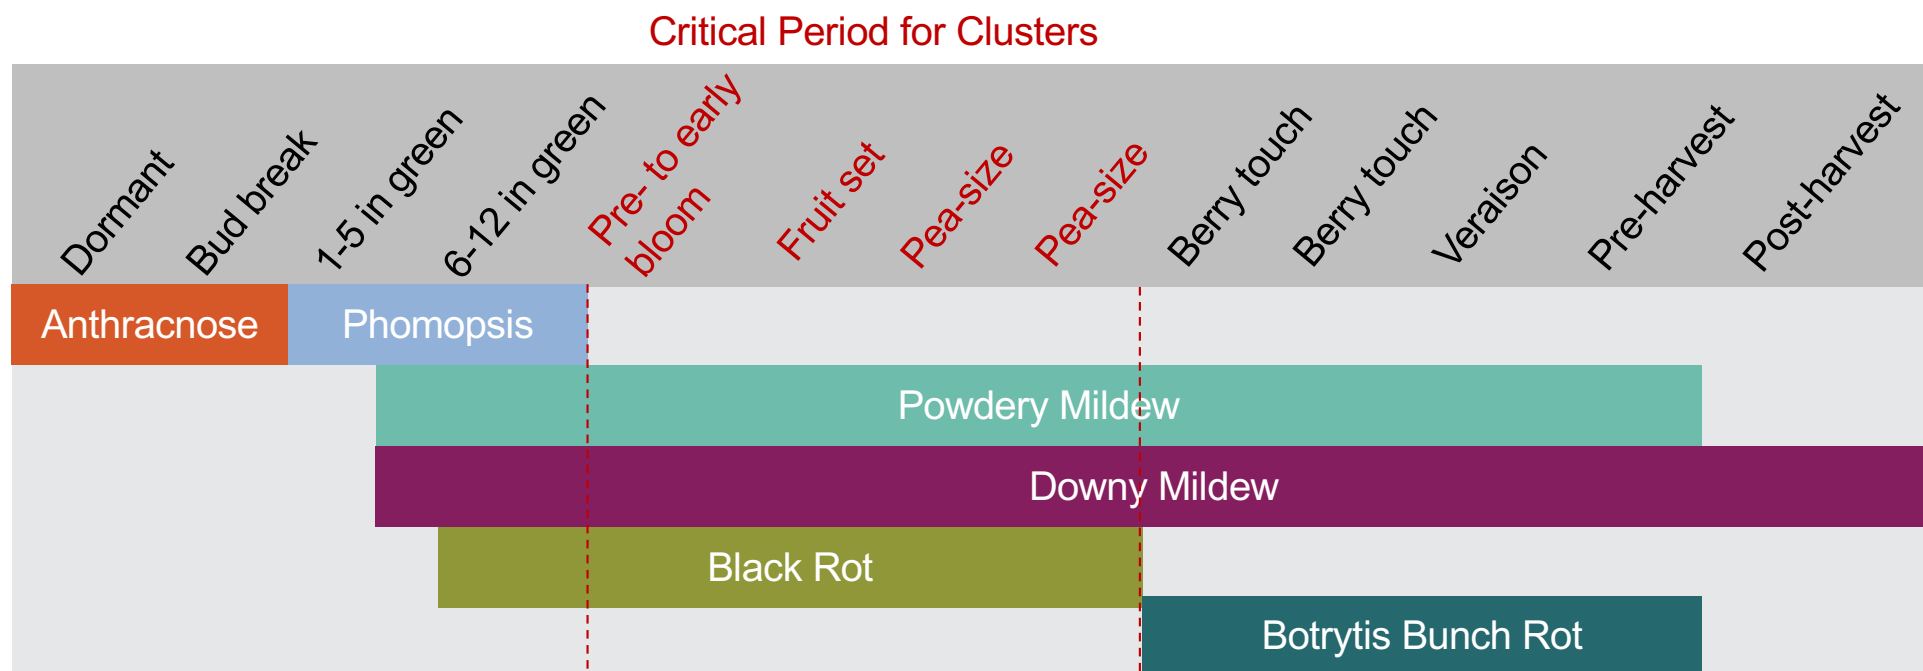 Critical Period for Clusters
Dormant
Bud break
1-5 in green
6-12 in green
Pre- to early
bloom
Fruit set
Pea-size
Pea-size
Berry touch
Berry touch
Veraison
Pre-harvest
Post-harvest
Anthracnose
Phomopsis
Powdery Mildew
Downy Mildew
Black Rot
Botrytis Bunch Rot